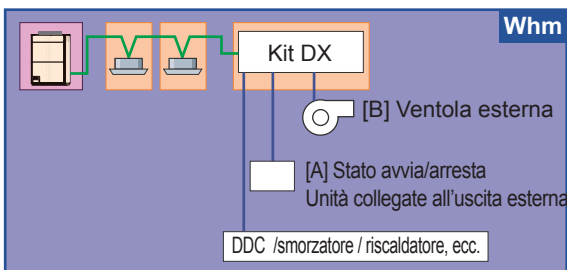 Whm
Kit DX
[B] Ventola esterna
[A] Stato avvia/arresta
Unità collegate all'uscita esterna
DDC /smorzatore / riscaldatore, ecc.